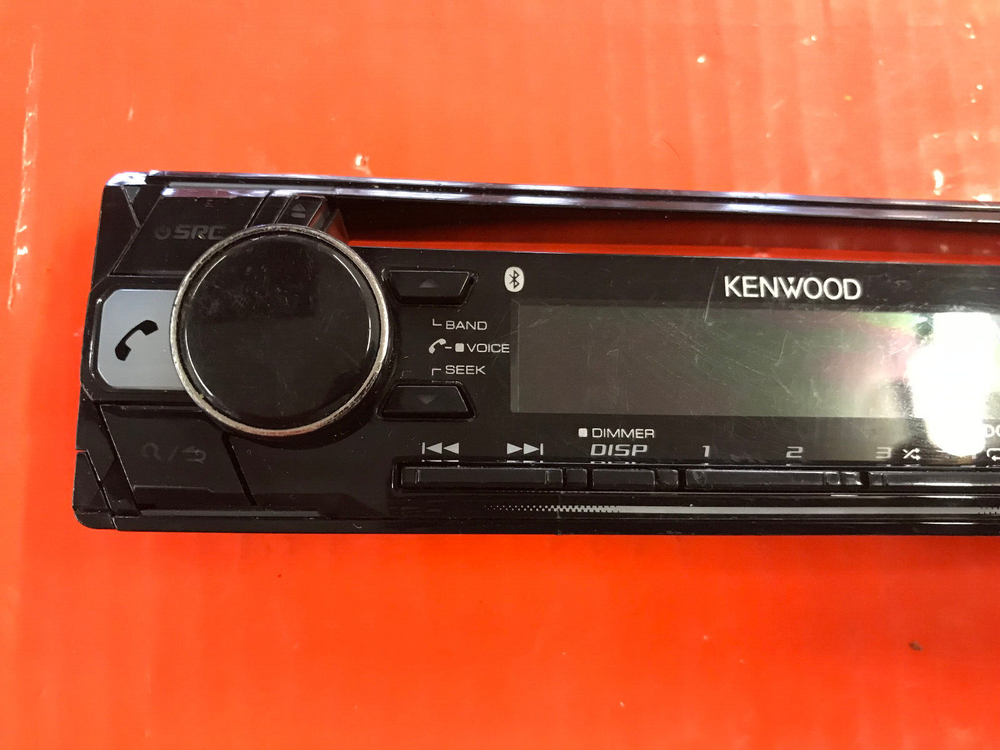 SRC
KENWOOD
BAND
VOICE
SEEK
DIMMER
DISP 1 2 3